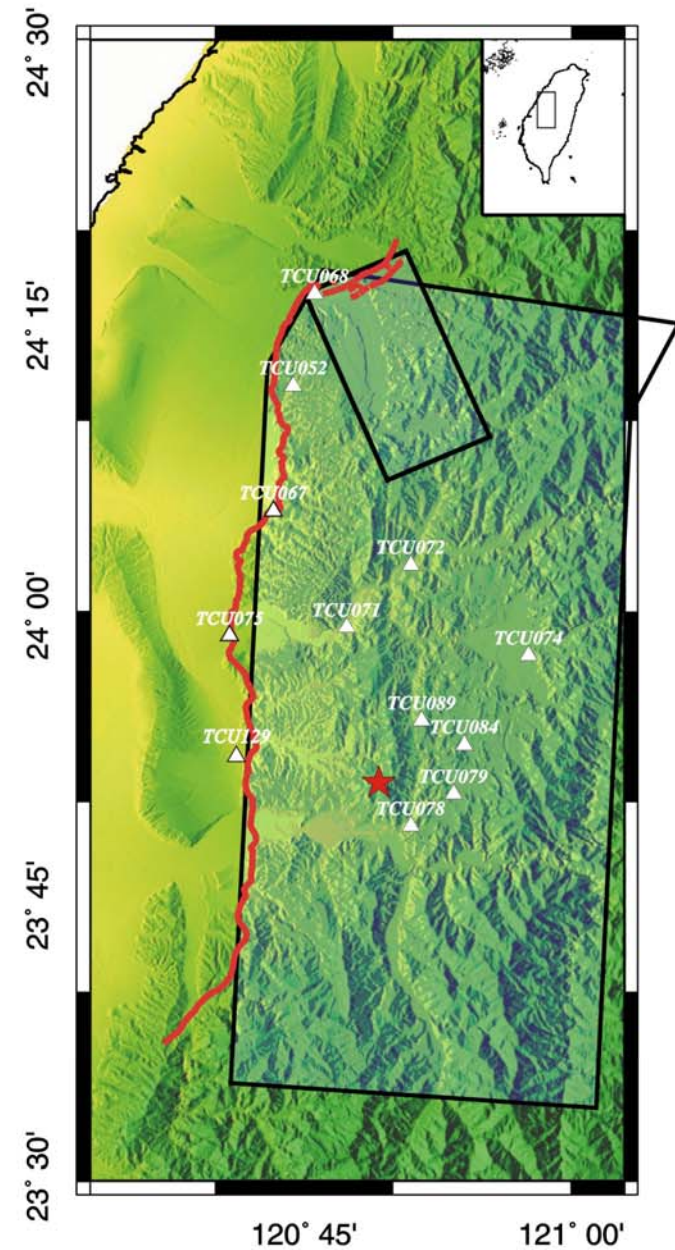 24° 30'
TCU068
24° 15'
TCU052
TCU067
TCU072
TCU071
24° 00'
TCU075
TCU074
TCU089
TCU084
TCU129
TCU079
TCU078
23° 45'
23° 30'
120° 45'
121° 00'